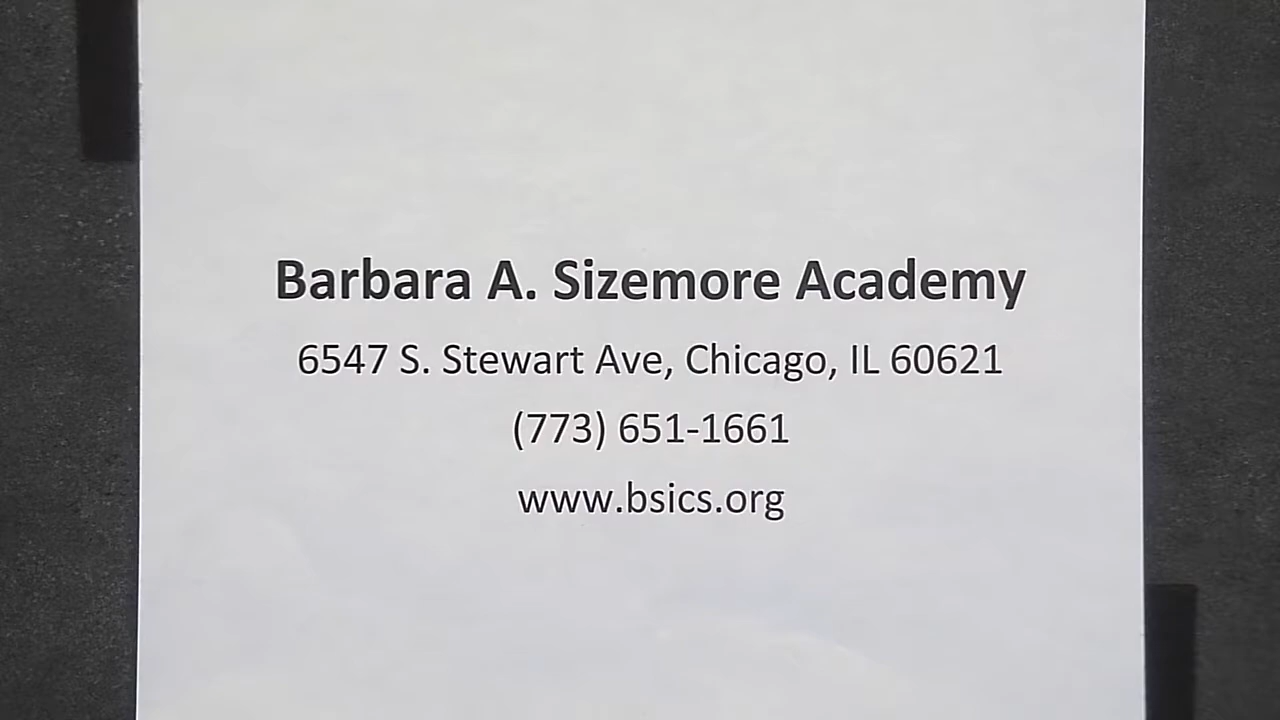 Barbara A. Sizemore Academy
6547 S. Stewart Ave, Chicago, IL 60621
(773) 651-1661
www.bsics.org